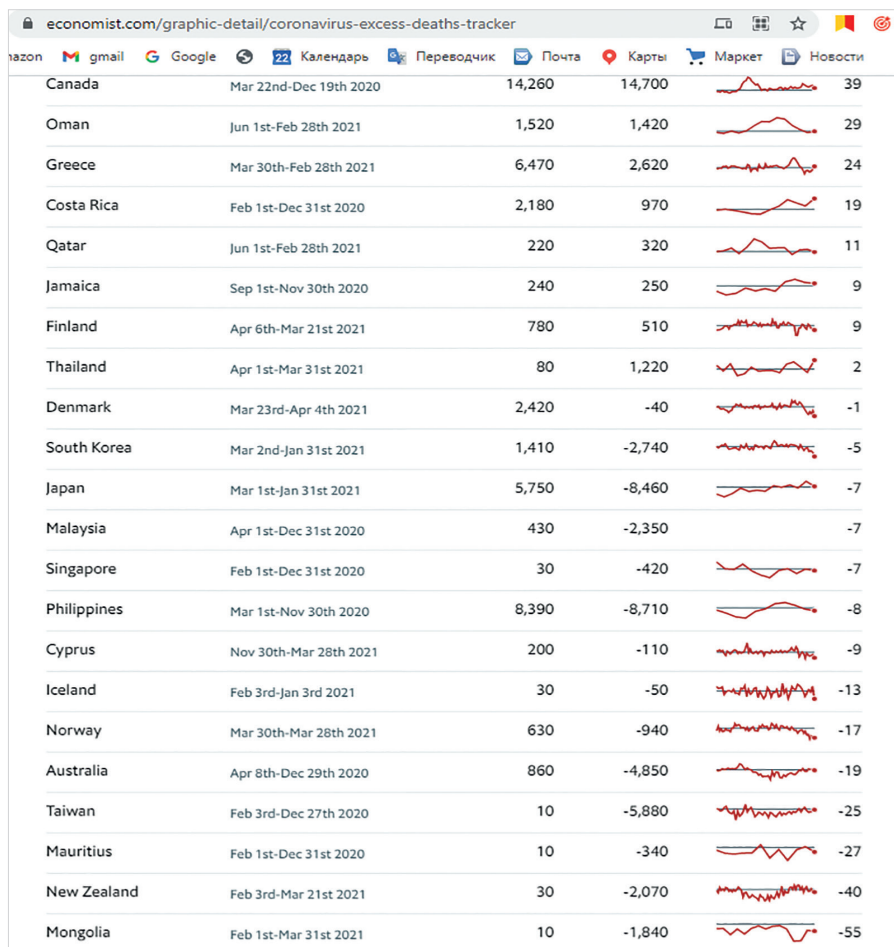 economist.com/graphic-detail/coronavirus-excess-deaths-tracker
nazon gmail G Google 22 Календарь Переводчик Почта Карты Маркет Новости
Canada Mar 22nd-Dec 19th 2020 14,260 14,700 39
Oman Jun 1st-Feb 28th 2021 1,520 1,420 29
Greece Mar 30th-Feb 28th 2021 6,470 2,620 24
Costa Rica Feb 1st-Dec 31st 2020 2,180 970 19
Qatar Jun 1st-Feb 28th 2021 220 320 11
Jamaica Sep 1st-Nov 30th 2020 240 250 9
Finland Apr 6th-Mar 21st 2021 780 510 9
Thailand Apr 1st-Mar 31st 2021 80 1,220 2
Denmark Mar 23rd-Apr 4th 2021 2,420 -40 -1
South Korea Mar 2nd-Jan 31st 2021 1,410 -2,740 -5
Japan Mar 1st-Jan 31st 2021 5,750 -8,460 -7
Malaysia Apr 1st-Dec 31st 2020 430 -2,350 -7
Singapore Feb 1st-Dec 31st 2020 30 -420 -7
Philippines Mar 1st-Nov 30th 2020 8,390 -8,710 -8
Cyprus Nov 30th-Mar 28th 2021 200 -110 -9
Iceland Feb 3rd-Jan 3rd 2021 30 -50 -13
Norway Mar 30th-Mar 28th 2021 630 -940 -17
Australia Apr 8th-Dec 29th 2020 860 -4,850 -19
Taiwan Feb 3rd-Dec 27th 2020 10 -5,880 -25
Mauritius Feb 1st-Dec 31st 2020 10 -340 -27
New Zealand Feb 3rd-Mar 21st 2021 30 -2,070 -40
Mongolia Feb 1st-Mar 31st 2021 10 -1,840 -55